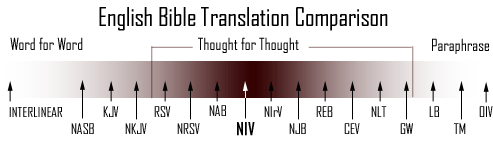 English Bible Translation Comparison
Word for Word
Thought for Thought
Paraphrase
INTERLINEAR
NASB
KJV
NKJV
RSV
NRSV
NAB
NIV
NIrV
NJB
REB
CEV
NLT
GW
LB
TM
OIV